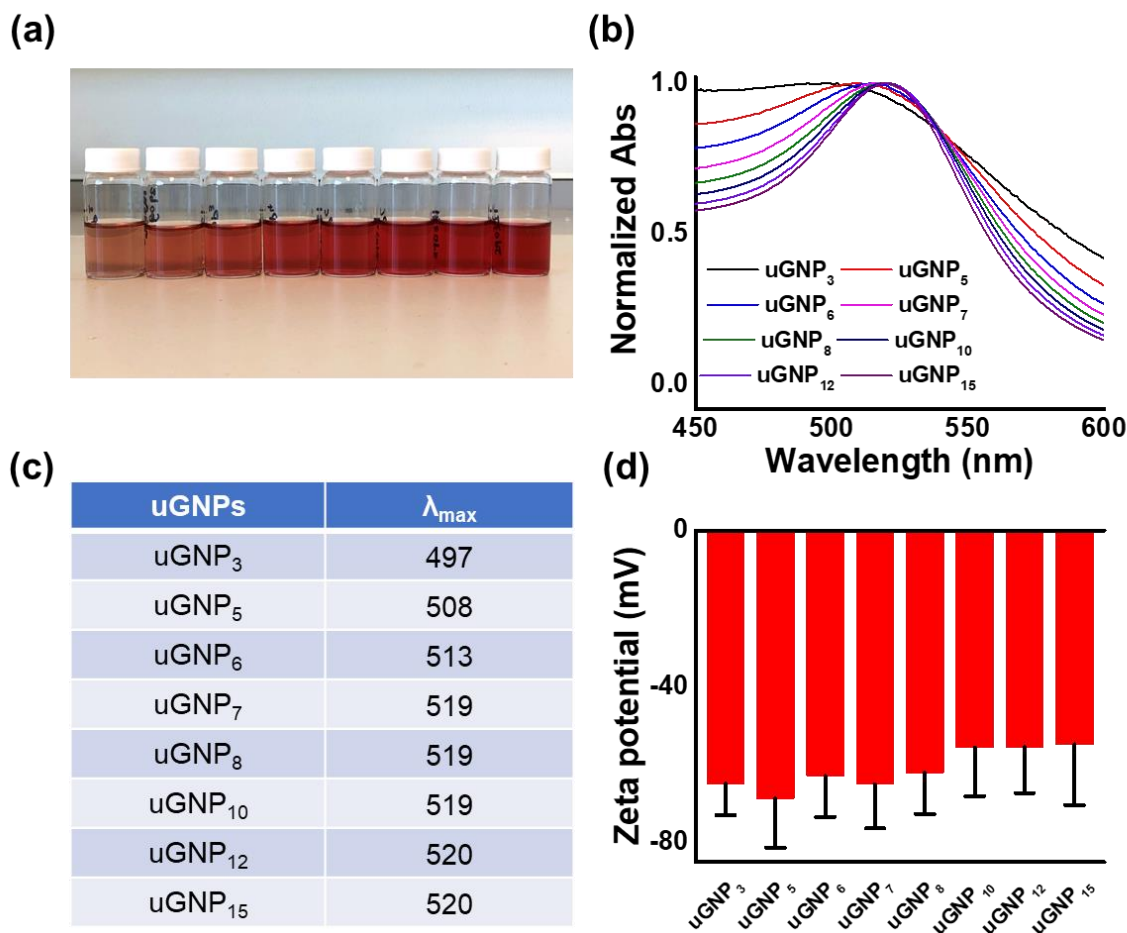 (a)
(b)
Normalized Abs
1.0
0.5
0.0
uGNP₃ uGNP₅
uGNP₆ uGNP₇
uGNP₈ uGNP₁₀
uGNP₁₂ uGNP₁₅
450 500 550 600
Wavelength (nm)
(c)
uGNPs λmax
uGNP₃ 497
uGNP₅ 508
uGNP₆ 513
uGNP₇ 519
uGNP₈ 519
uGNP₁₀ 519
uGNP₁₂ 520
uGNP₁₅ 520
(d)
Zeta potential (mV)
0
-40
-80
uGNP₃ uGNP₅ uGNP₆ uGNP₇ uGNP₈ uGNP₁₀ uGNP₁₂ uGNP₁₅